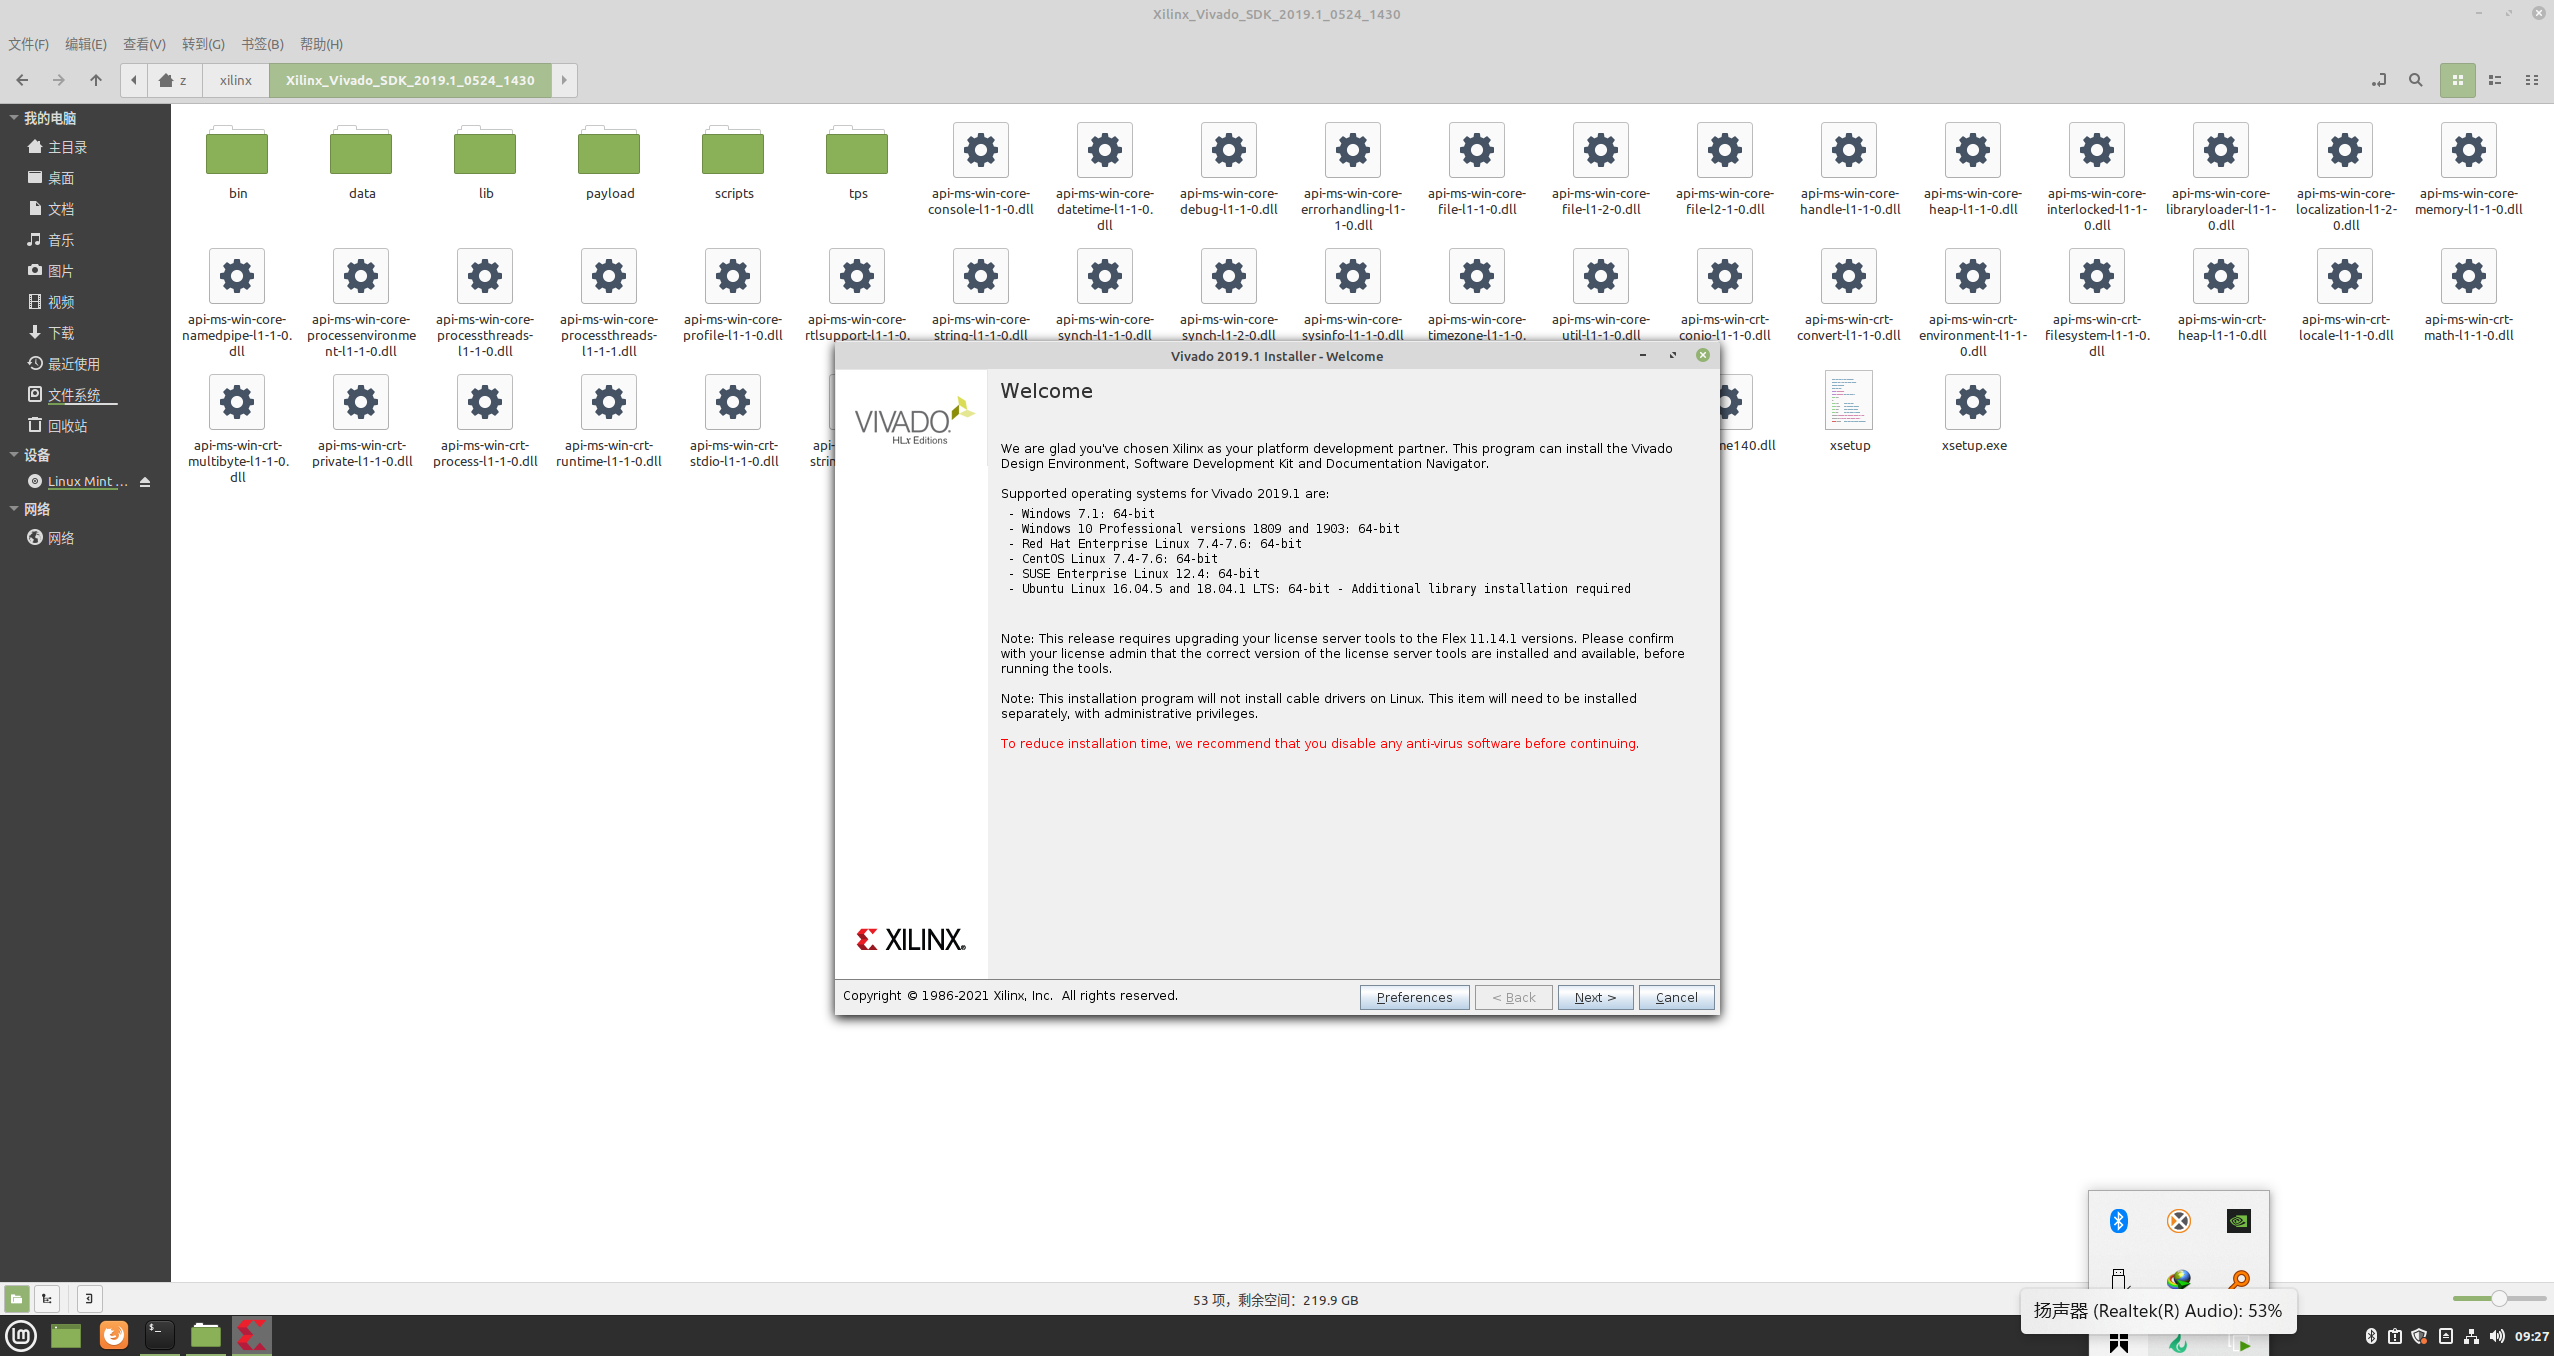 Xilinx_Vivado_SDK_2019.1_0524_1430
文件(F) 编辑(E) 查看(V) 转到(G) 书签(B) 帮助(H)
z xilinx Xilinx_Vivado_SDK_2019.1_0524_1430
我的电脑
主目录
桌面
文档
音乐
图片
视频
下载
最近使用
文件系统
回收站
设备
Linux Mint ...
网络
网络
bin
data
lib
payload
scripts
tps
api-ms-win-core-
console-l1-1-0.dll
api-ms-win-core-
datetime-l1-1-0.
dll
api-ms-win-core-
debug-l1-1-0.dll
api-ms-win-core-
errorhandling-l1-
1-0.dll
api-ms-win-core-
file-l1-1-0.dll
api-ms-win-core-
file-l1-2-0.dll
api-ms-win-core-
file-l2-1-0.dll
api-ms-win-core-
handle-l1-1-0.dll
api-ms-win-core-
heap-l1-1-0.dll
api-ms-win-core-
interlocked-l1-1-
0.dll
api-ms-win-core-
libraryloader-l1-1-
0.dll
api-ms-win-core-
localization-l1-2-
0.dll
api-ms-win-core-
memory-l1-1-0.dll
api-ms-win-core-
namedpipe-l1-1-0.
dll
api-ms-win-core-
processenvironme
nt-l1-1-0.dll
api-ms-win-core-
processthreads-
l1-1-0.dll
api-ms-win-core-
processthreads-
l1-1-1.dll
api-ms-win-core-
profile-l1-1-0.dll
api-ms-win-core-
rtlsupport-l1-1-0.
api-ms-win-core-
string-l1-1-0.dll
api-ms-win-core-
synch-l1-1-0.dll
api-ms-win-core-
synch-l1-2-0.dll
api-ms-win-core-
sysinfo-l1-1-0.dll
api-ms-win-core-
timezone-l1-1-0.
api-ms-win-core-
util-l1-1-0.dll
api-ms-win-crt-
conio-l1-1-0.dll
api-ms-win-crt-
convert-l1-1-0.dll
api-ms-win-crt-
environment-l1-1-
0.dll
api-ms-win-crt-
filesystem-l1-1-0.
dll
api-ms-win-crt-
heap-l1-1-0.dll
api-ms-win-crt-
locale-l1-1-0.dll
api-ms-win-crt-
math-l1-1-0.dll
api-ms-win-crt-
multibyte-l1-1-0.
dll
api-ms-win-crt-
private-l1-1-0.dll
api-ms-win-crt-
process-l1-1-0.dll
api-ms-win-crt-
runtime-l1-1-0.dll
api-ms-win-crt-
stdio-l1-1-0.dll
api-
strin
me140.dll
xsetup
xsetup.exe
Vivado 2019.1 Installer - Welcome
VIVADO.
HLx Editions
Welcome
We are glad you've chosen Xilinx as your platform development partner. This program can install the Vivado
Design Environment, Software Development Kit and Documentation Navigator.
Supported operating systems for Vivado 2019.1 are:
- Windows 7.1: 64-bit
- Windows 10 Professional versions 1809 and 1903: 64-bit
- Red Hat Enterprise Linux 7.4-7.6: 64-bit
- CentOS Linux 7.4-7.6: 64-bit
- SUSE Enterprise Linux 12.4: 64-bit
- Ubuntu Linux 16.04.5 and 18.04.1 LTS: 64-bit - Additional library installation required
Note: This release requires upgrading your license server tools to the Flex 11.14.1 versions. Please confirm
with your license admin that the correct version of the license server tools are installed and available, before
running the tools.
Note: This installation program will not install cable drivers on Linux. This item will need to be installed
separately, with administrative privileges.
To reduce installation time, we recommend that you disable any anti-virus software before continuing.
XILINX®
Copyright © 1986-2021 Xilinx, Inc. All rights reserved.
Preferences < Back Next > Cancel
53 项，剩余空间：219.9 GB
扬声器 (Realtek(R) Audio): 53%
09:27